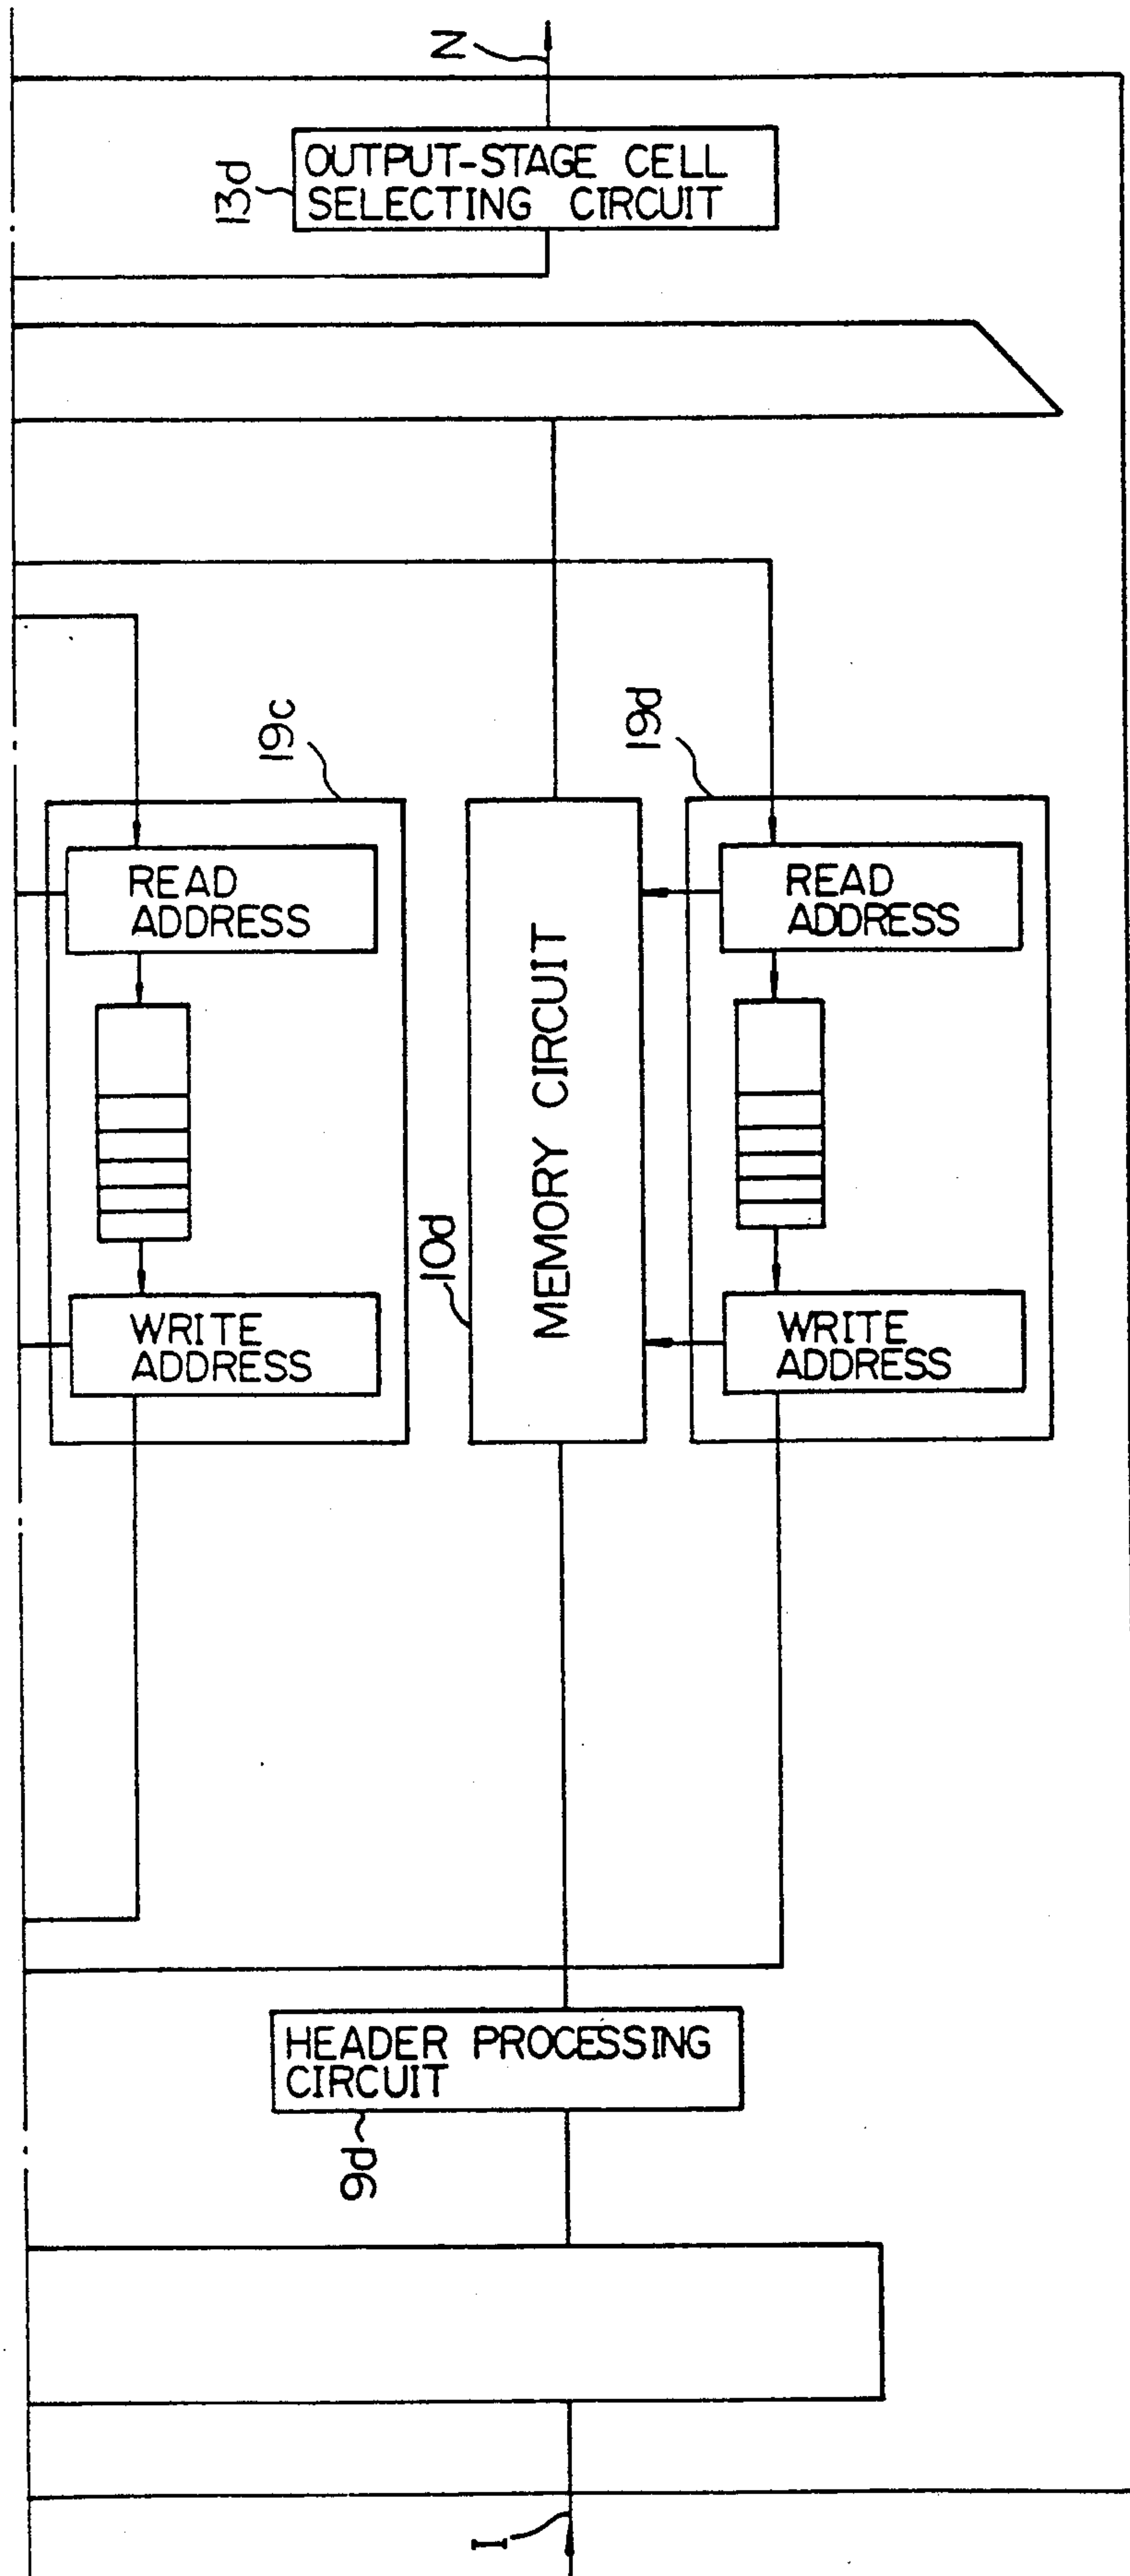 N
13d
OUTPUT-STAGE CELL
SELECTING CIRCUIT
19c
19d
READ
ADDRESS
READ
ADDRESS
MEMORY CIRCUIT
10d
WRITE
ADDRESS
WRITE
ADDRESS
HEADER PROCESSING
CIRCUIT
9d
I